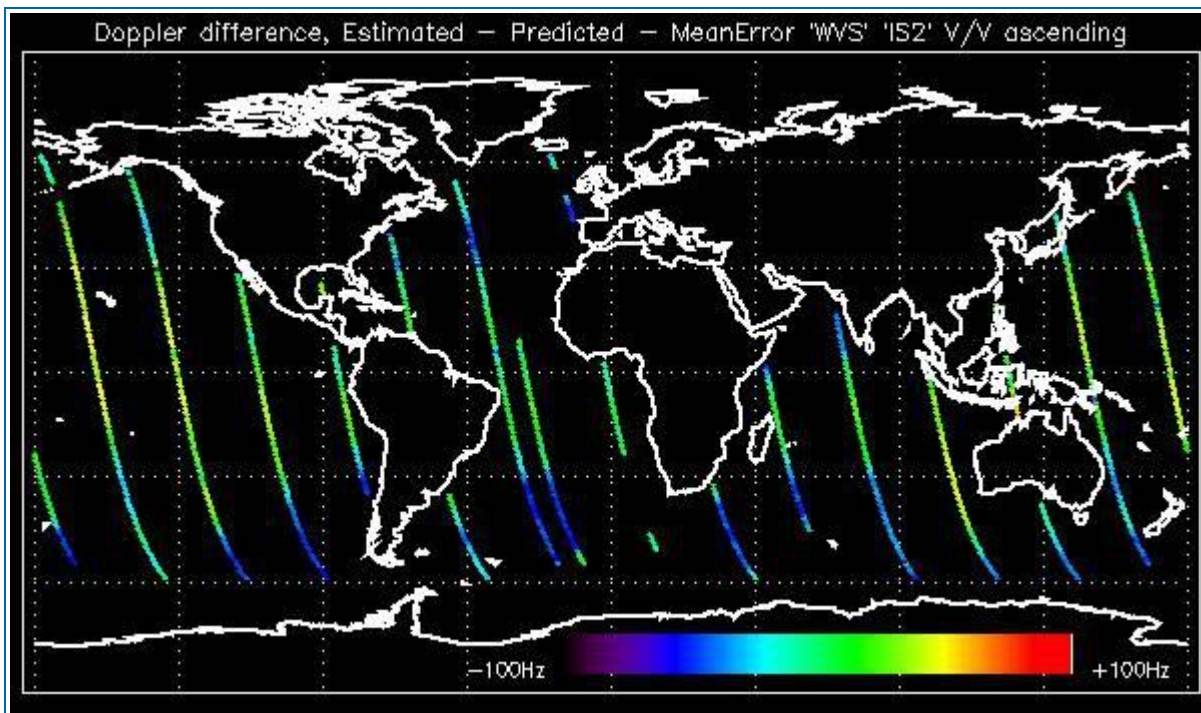 Doppler difference, Estimated – Predicted – MeanError 'WVS' 'IS2' V/V ascending
–100Hz
+100Hz